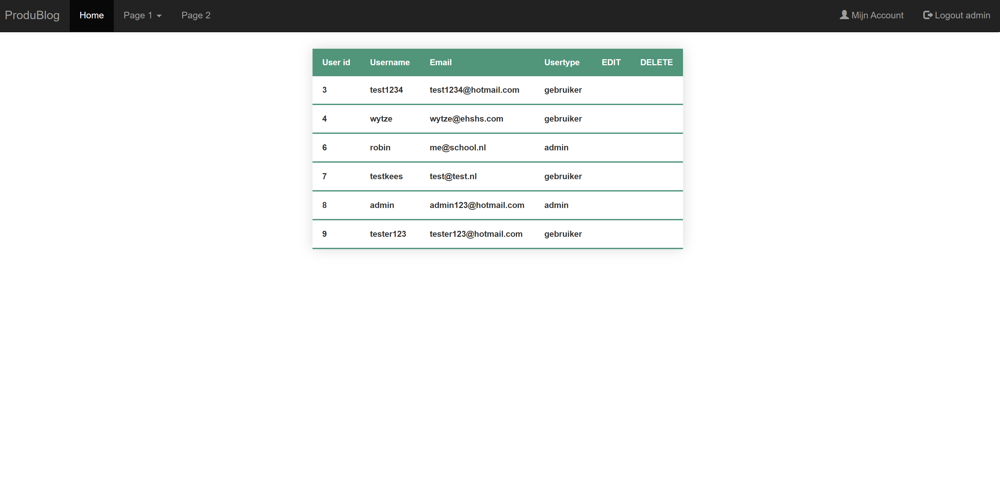 ProduBlog Home Page 1 Page 2 Mijn Account Logout admin
User id Username Email Usertype EDIT DELETE
3 test1234 test1234@hotmail.com gebruiker
4 wytze wytze@ehshs.com gebruiker
6 robin me@school.nl admin
7 testkees test@test.nl gebruiker
8 admin admin123@hotmail.com admin
9 tester123 tester123@hotmail.com gebruiker